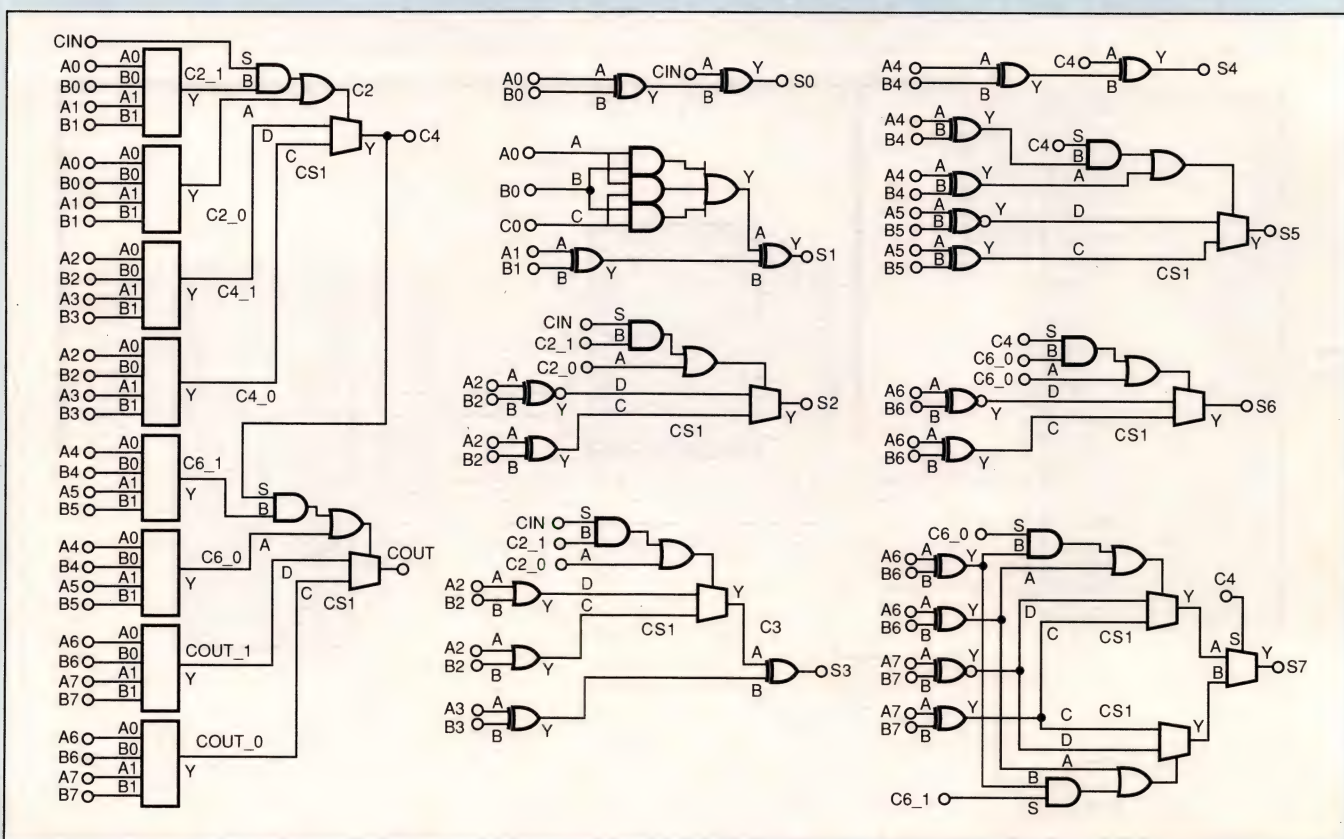 CIN
A0 A0
B0 B0 C2_1 S
A1 A1 Y B
B1 B1 C2
A
A0 A0 D
B0 B0 C4
A1 A1 Y C Y
B1 B1 CS1
C2_0
A2 A0
B2 B0
A3 A1 Y C4_1
B3 B1
A2 A0
B2 B0
A3 A1 Y
B3 B1 C4_0
A4 A0
B4 B0 C6_1 S
A5 A1 Y B
B5 B1
A4 A0 A
B4 B0 C6_0 COUT
A5 A1 Y D
B5 B1 C
CS1
A6 A0
B6 B0 COUT_1
A7 A1 Y
B7 B1
A6 A0
B6 B0 COUT_0
A7 A1 Y
B7 B1
A0 A CIN A Y S0
B0 B Y B
A0 A
B0 B Y
C0 C
A1 A A Y S1
B1 B Y B
CIN S
C2_1 B
C2_0 A
A2 A D
B2 B Y C Y S2
A2 A CS1
B2 B Y
CIN S
C2_1 B
C2_0 A
A2 A D Y
B2 B Y C
CS1 C3
A2 A A
B2 B Y B S3
A3 A
B3 B Y
A4 A C4 A Y S4
B4 B Y B
A4 A Y
B4 B C4 S
B
A4 A Y A
B4 B
A5 A Y D
B5 B S5
A5 A Y C Y
B5 B CS1
C4 S
C6_0 B
C6_0 A
A6 A D
B6 B Y C Y S6
A6 A CS1
B6 B Y
C6_0 S
A6 A Y B
B6 B A C4
A6 A Y D Y
B6 B C CS1 A S Y
A7 A Y B S7
B7 B
A7 A Y C CS1 Y
B7 B D
A
B
C6_1 S